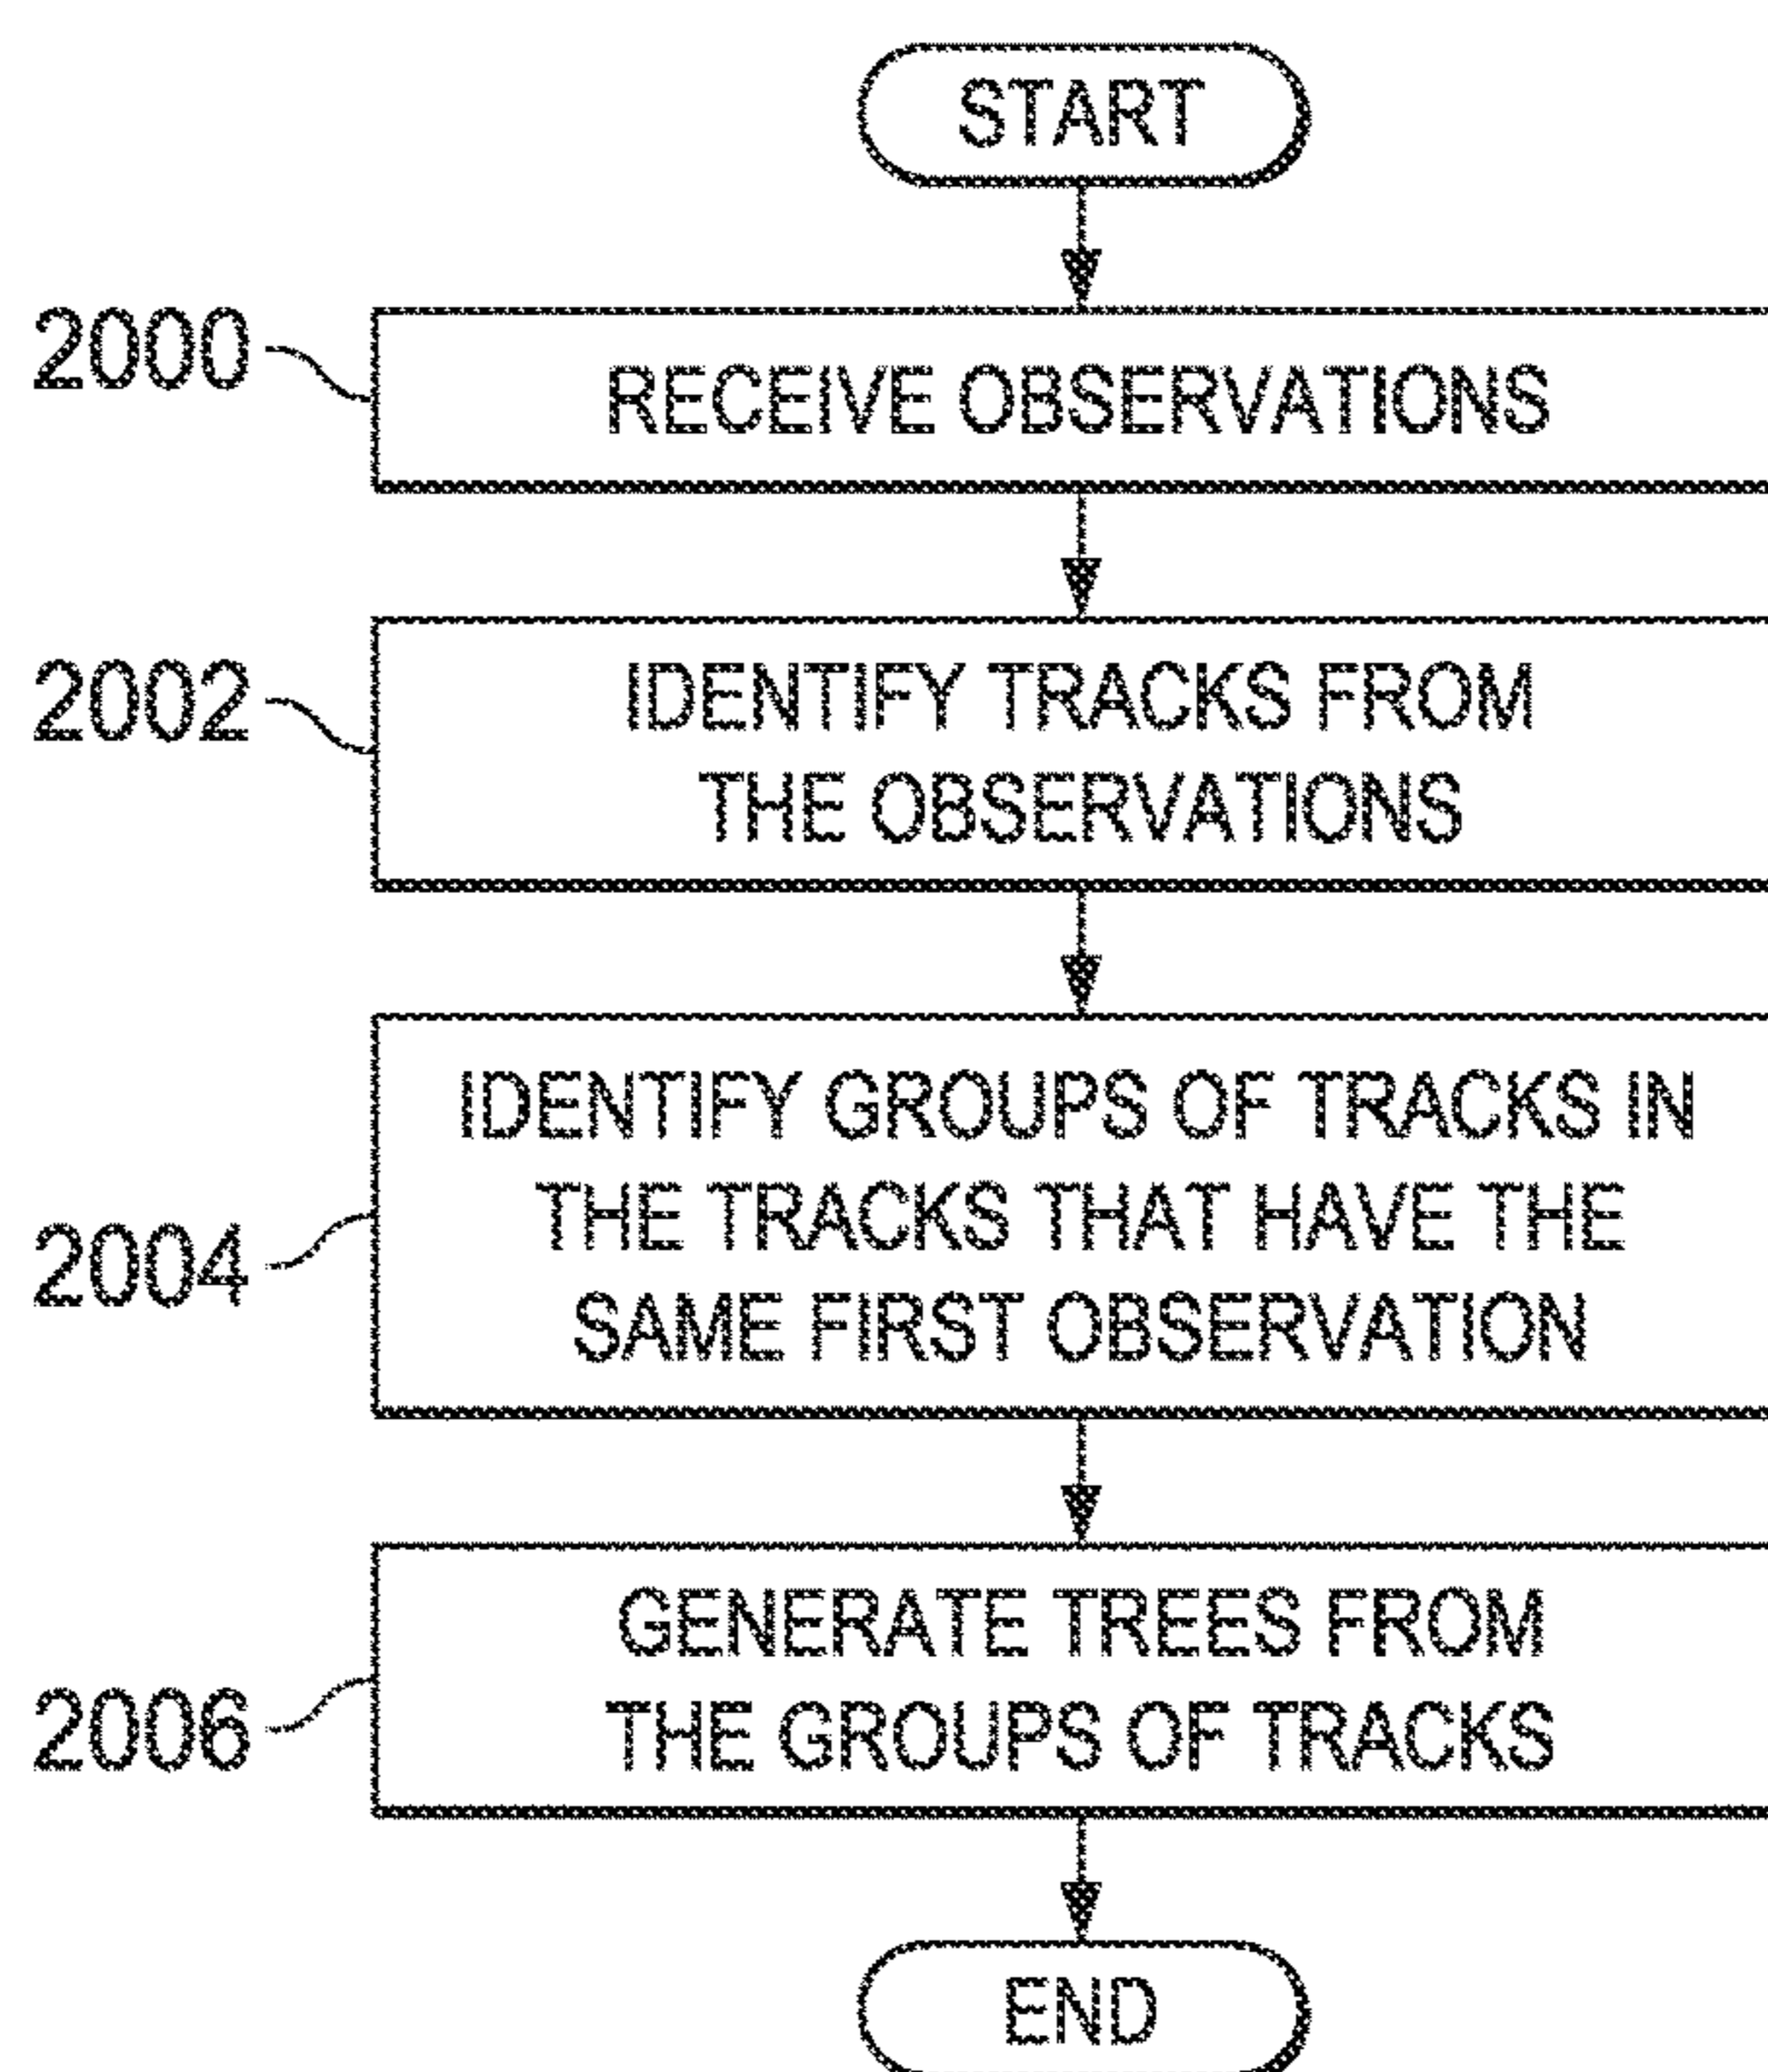 START
2000
RECEIVE OBSERVATIONS
2002
IDENTIFY TRACKS FROM
THE OBSERVATIONS
2004
IDENTIFY GROUPS OF TRACKS IN
THE TRACKS THAT HAVE THE
SAME FIRST OBSERVATION
2006
GENERATE TREES FROM
THE GROUPS OF TRACKS
END